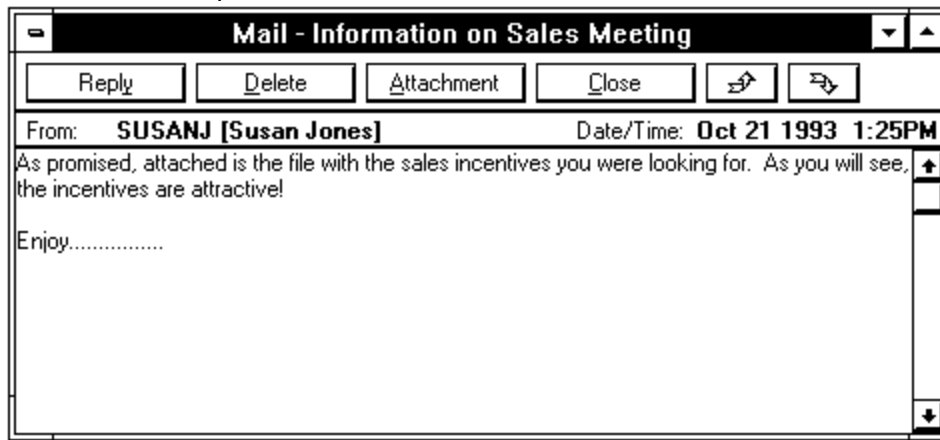 Mail - Information on Sales Meeting
Reply Delete Attachment Close
From: SUSANJ [Susan Jones] Date/Time: Oct 21 1993 1:25PM
As promised, attached is the file with the sales incentives you were looking for. As you will see,
the incentives are attractive!
Enjoy...............